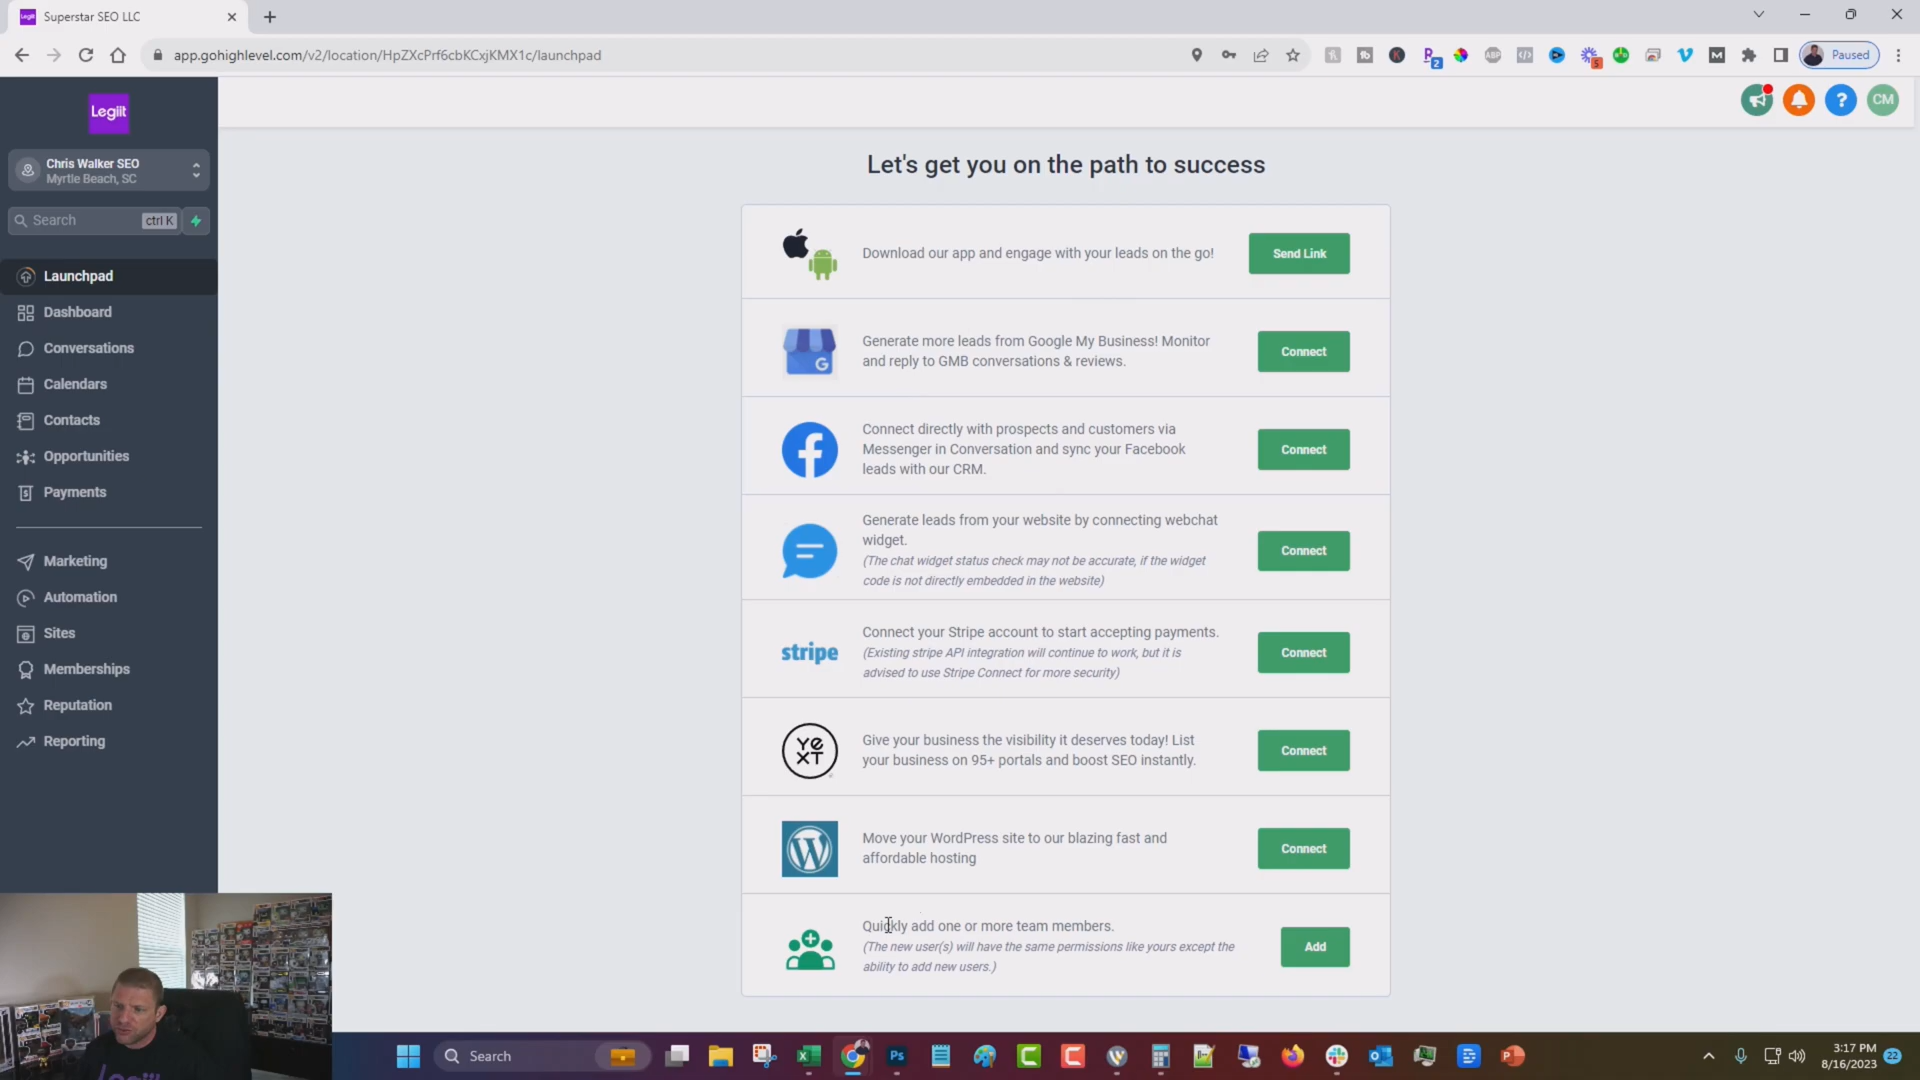 Legiit
Superstar SEO LLC
app.gohighlevel.com/v2/location/HpZXcPrf6cbKCxjKMX1c/launchpad
2
ABP
5
M
Paused
Legiit
CM
Chris Walker SEO
Myrtle Beach, SC
Search
ctrl K
Launchpad
Dashboard
Conversations
Calendars
Contacts
Opportunities
Payments
Marketing
Automation
Sites
Memberships
Reputation
Reporting
Let's get you on the path to success
Download our app and engage with your leads on the go!
Send Link
Generate more leads from Google My Business! Monitor
and reply to GMB conversations & reviews.
Connect
Connect directly with prospects and customers via
Messenger in Conversation and sync your Facebook
leads with our CRM.
Connect
Generate leads from your website by connecting webchat
widget.
(The chat widget status check may not be accurate, if the widget
code is not directly embedded in the website)
Connect
stripe
Connect your Stripe account to start accepting payments.
(Existing stripe API integration will continue to work, but it is
advised to use Stripe Connect for more security)
Connect
YEXT
Give your business the visibility it deserves today! List
your business on 95+ portals and boost SEO instantly.
Connect
Move your WordPress site to our blazing fast and
affordable hosting
Connect
Quickly add one or more team members.
(The new user(s) will have the same permissions like yours except the
ability to add new users.)
Add
Search
Ps
3:17 PM
8/16/2023
22